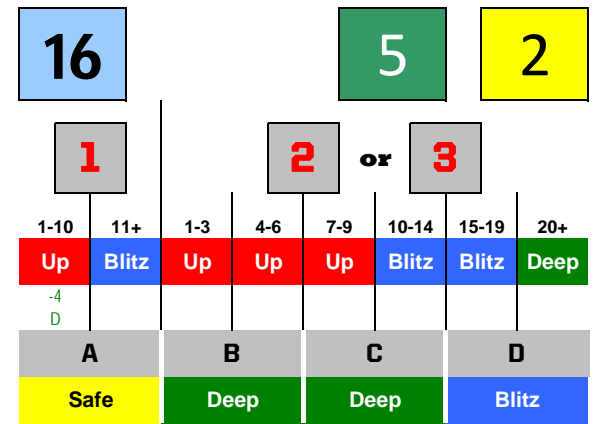 16 5 2
1 2 or 3
1-10 11+ 1-3 4-6 7-9 10-14 15-19 20+
Up Blitz Up Up Up Blitz Blitz Deep
-4
D
A B C D
Safe Deep Deep Blitz